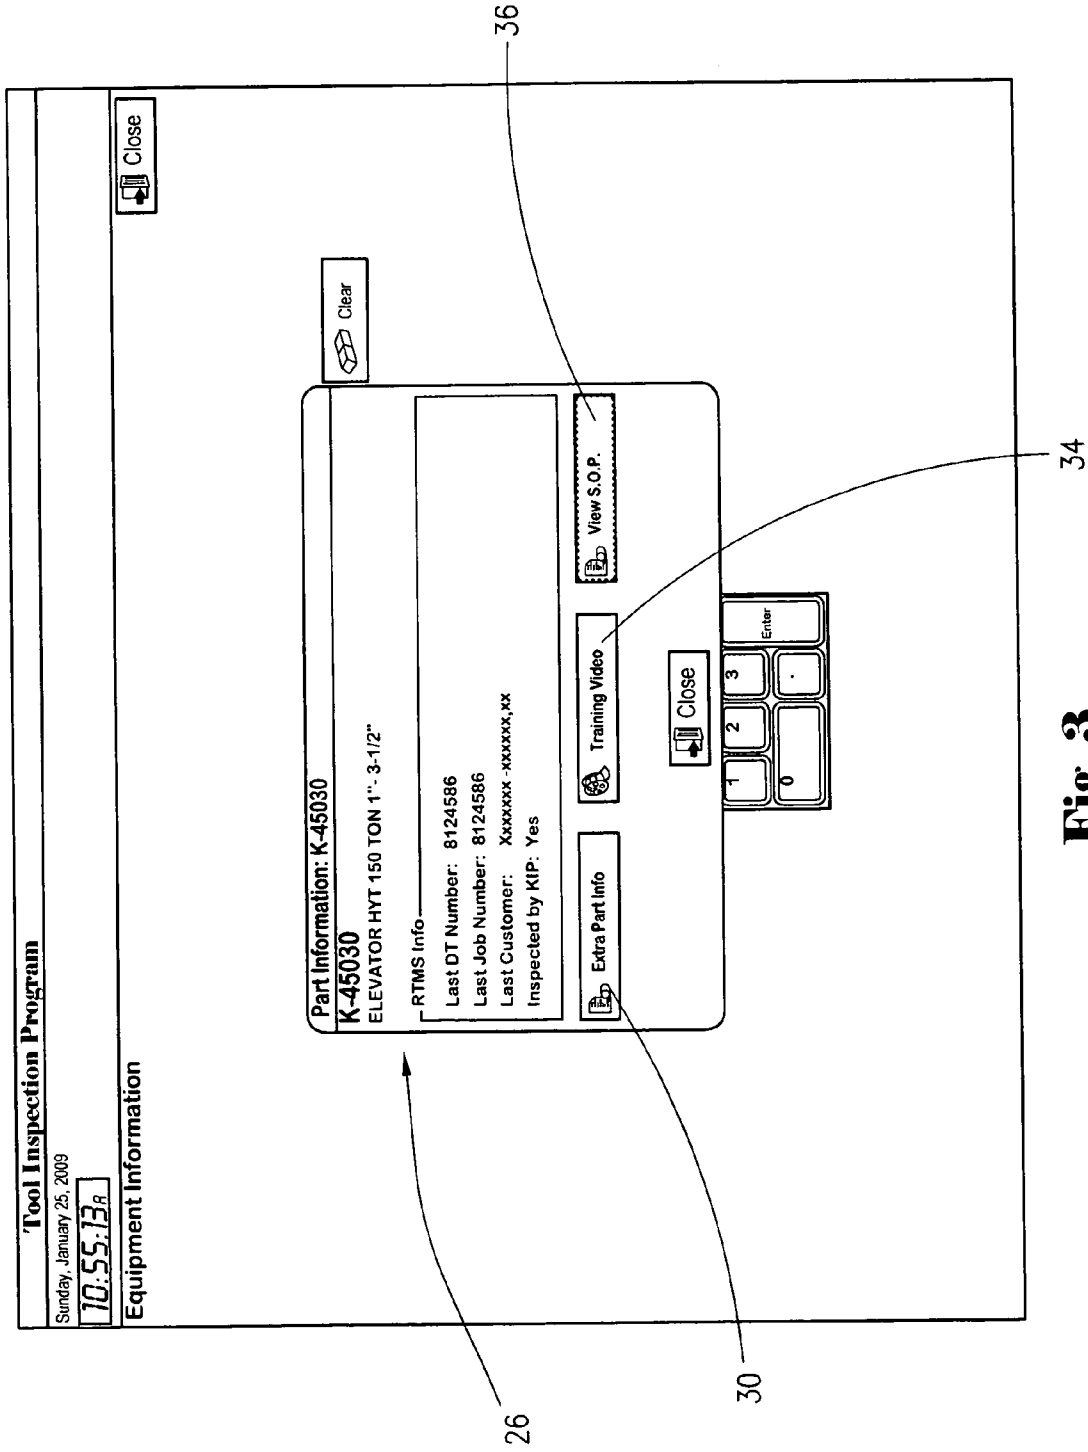 Tool Inspection Program
Sunday, January 25, 2009
10:55:13A
Close
Equipment Information
Part Information: K-45030
Clear
K-45030
ELEVATOR HYT 150 TON 1"- 3-1/2"
RTMS Info
Last DT Number: 8124586
Last Job Number: 8124586
Last Customer: Xxxxxxx -xxxxxx,xx
Inspected by KIP: Yes
Extra Part Info
Training Video
View S.O.P.
Close
1 2 3 Enter
0 .
26
30
34
36
Fig. 3